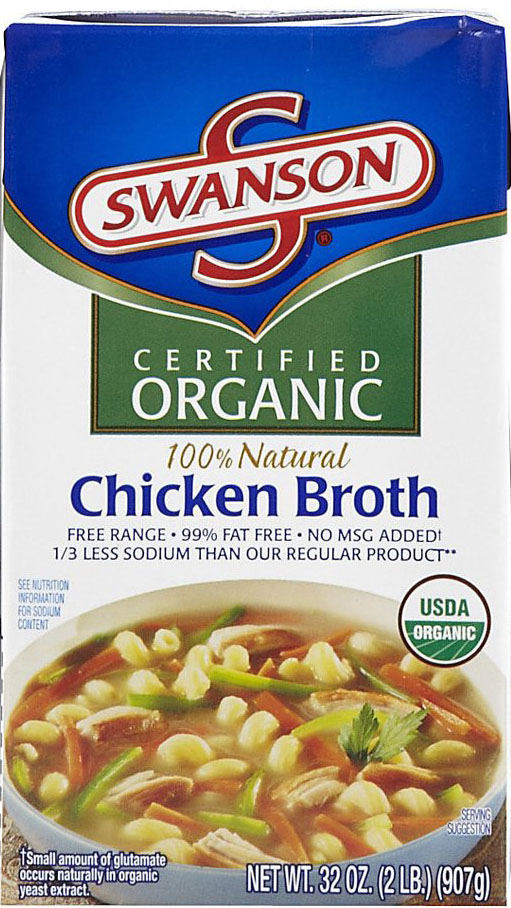 SWANSON
®
CERTIFIED
ORGANIC
100% Natural
Chicken Broth
FREE RANGE • 99% FAT FREE • NO MSG ADDED†
1/3 LESS SODIUM THAN OUR REGULAR PRODUCT**
SEE NUTRITION
INFORMATION
FOR SODIUM
CONTENT
USDA
ORGANIC
SERVING
SUGGESTION
†Small amount of glutamate
occurs naturally in organic
yeast extract.
NET WT. 32 OZ. (2 LB.) (907g)